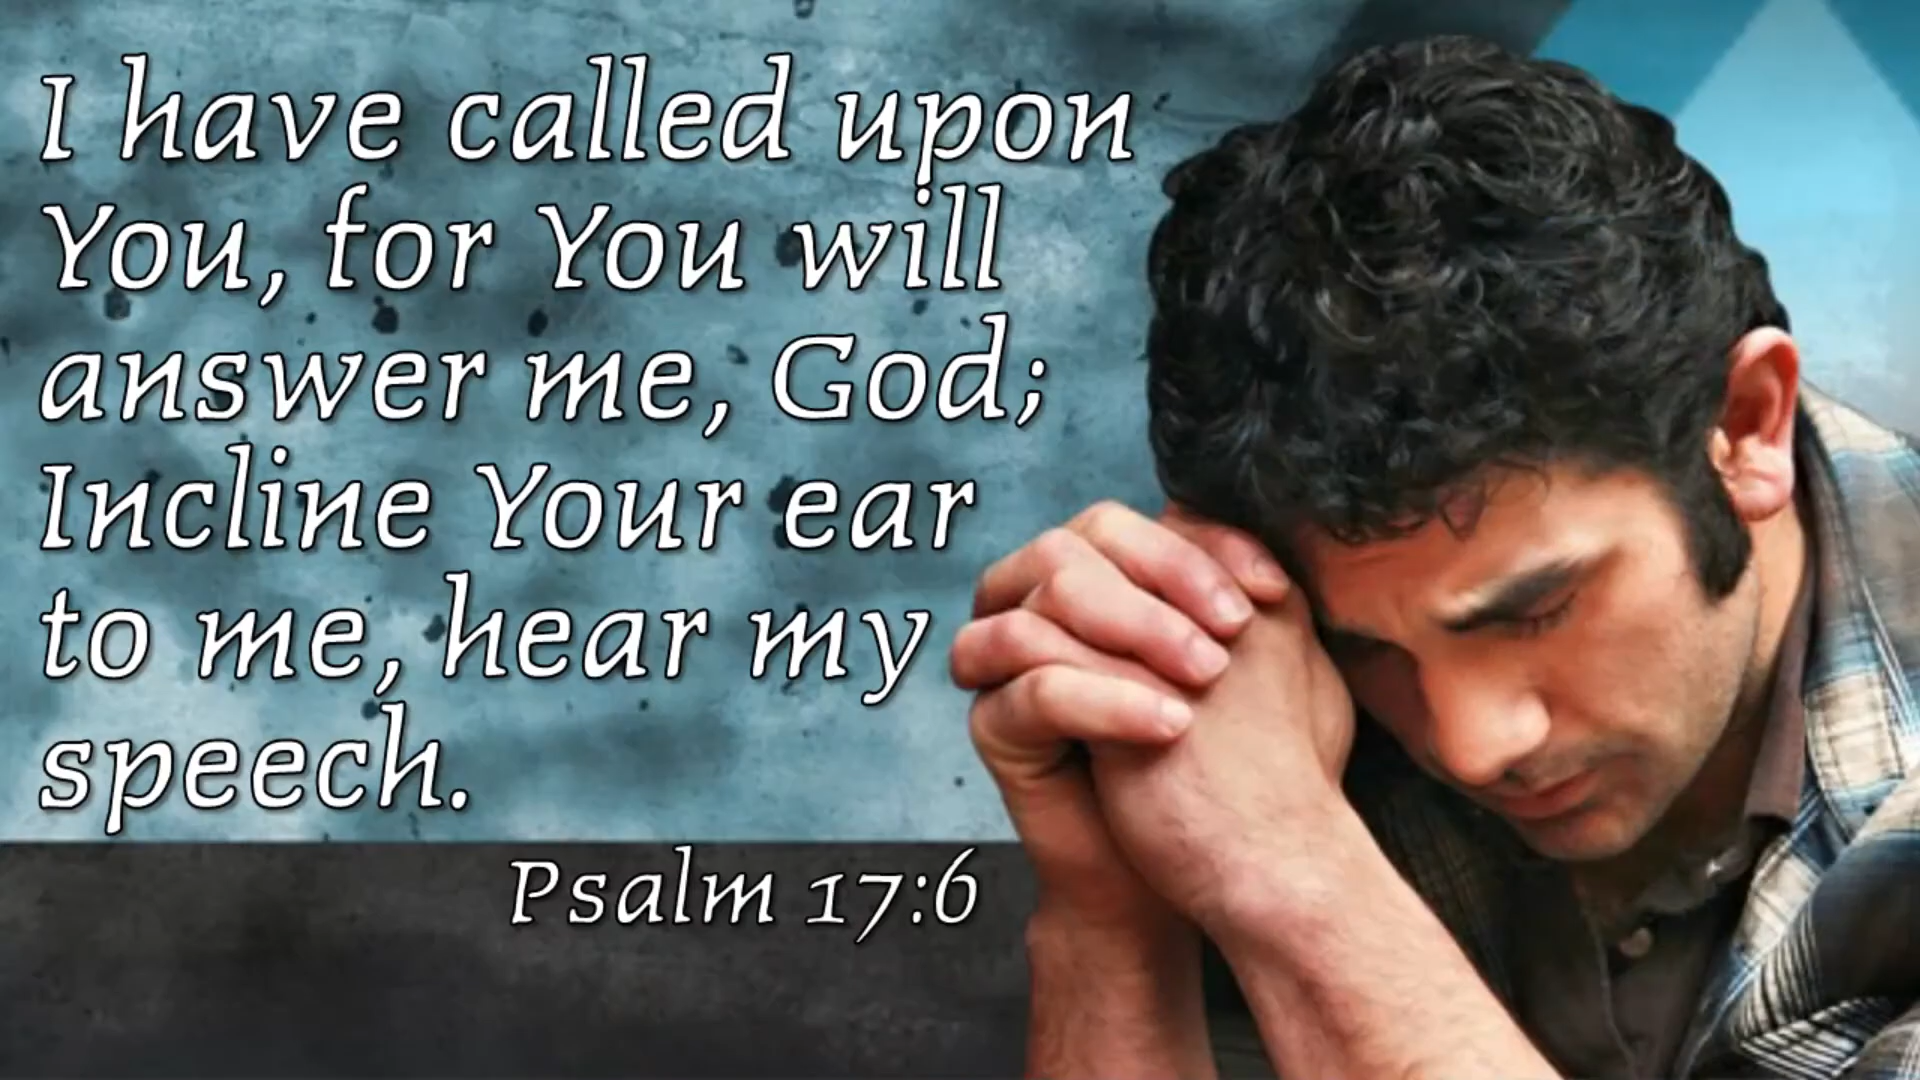 I have called upon
You, for You will
answer me, God;
Incline Your ear
to me, hear my
speech.
Psalm 17:6